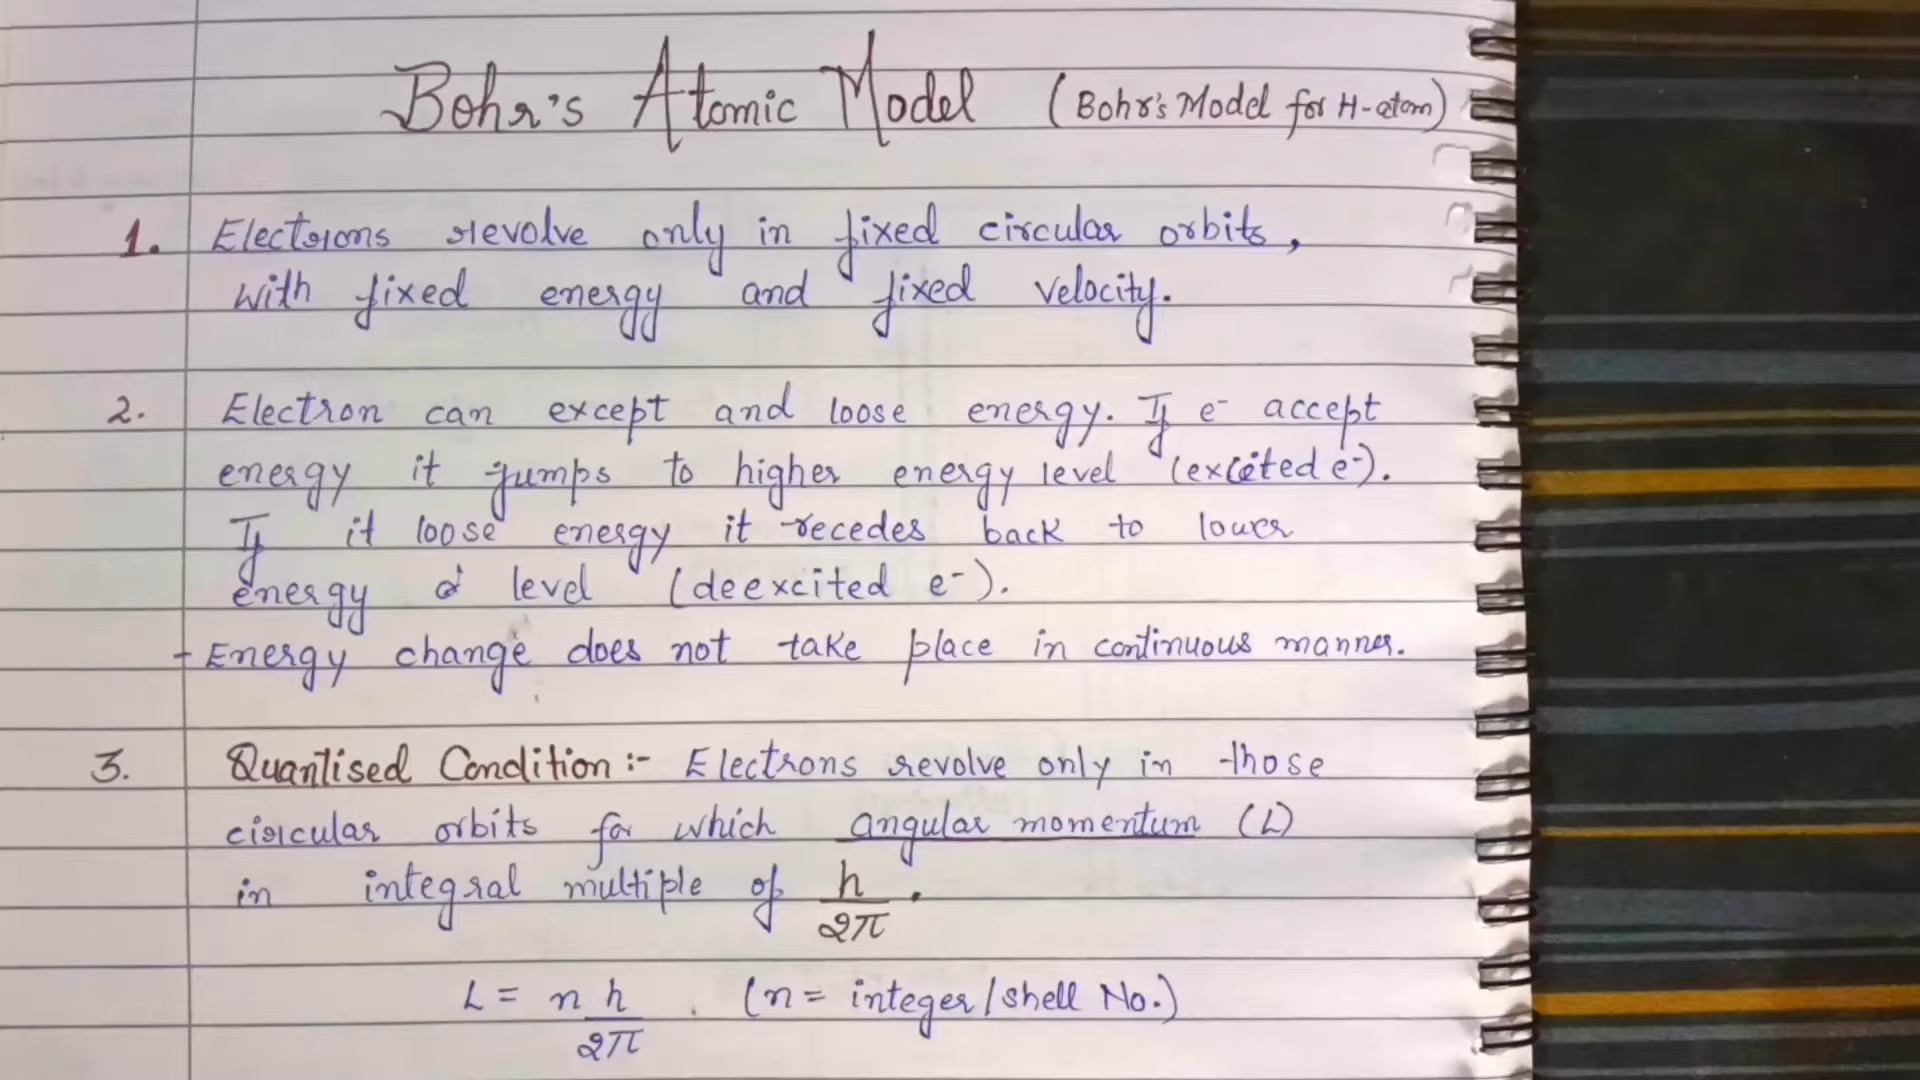 Bohr's Atomic Model (Bohr's Model for H-atom)
1. Electrons revolve only in fixed circular orbits,
with fixed energy and fixed velocity.
2. Electron can except and loose energy. If e⁻ accept
energy it jumps to higher energy level (excited e⁻).
If it loose energy it recedes back to lower
energy level (deexcited e⁻).
- Energy change does not take place in continuous manner.
3. Quantised Condition :- Electrons revolve only in those
circular orbits for which angular momentum (L)
in integral multiple of h/2π.
L = n h/2π (n = integer/shell No.)